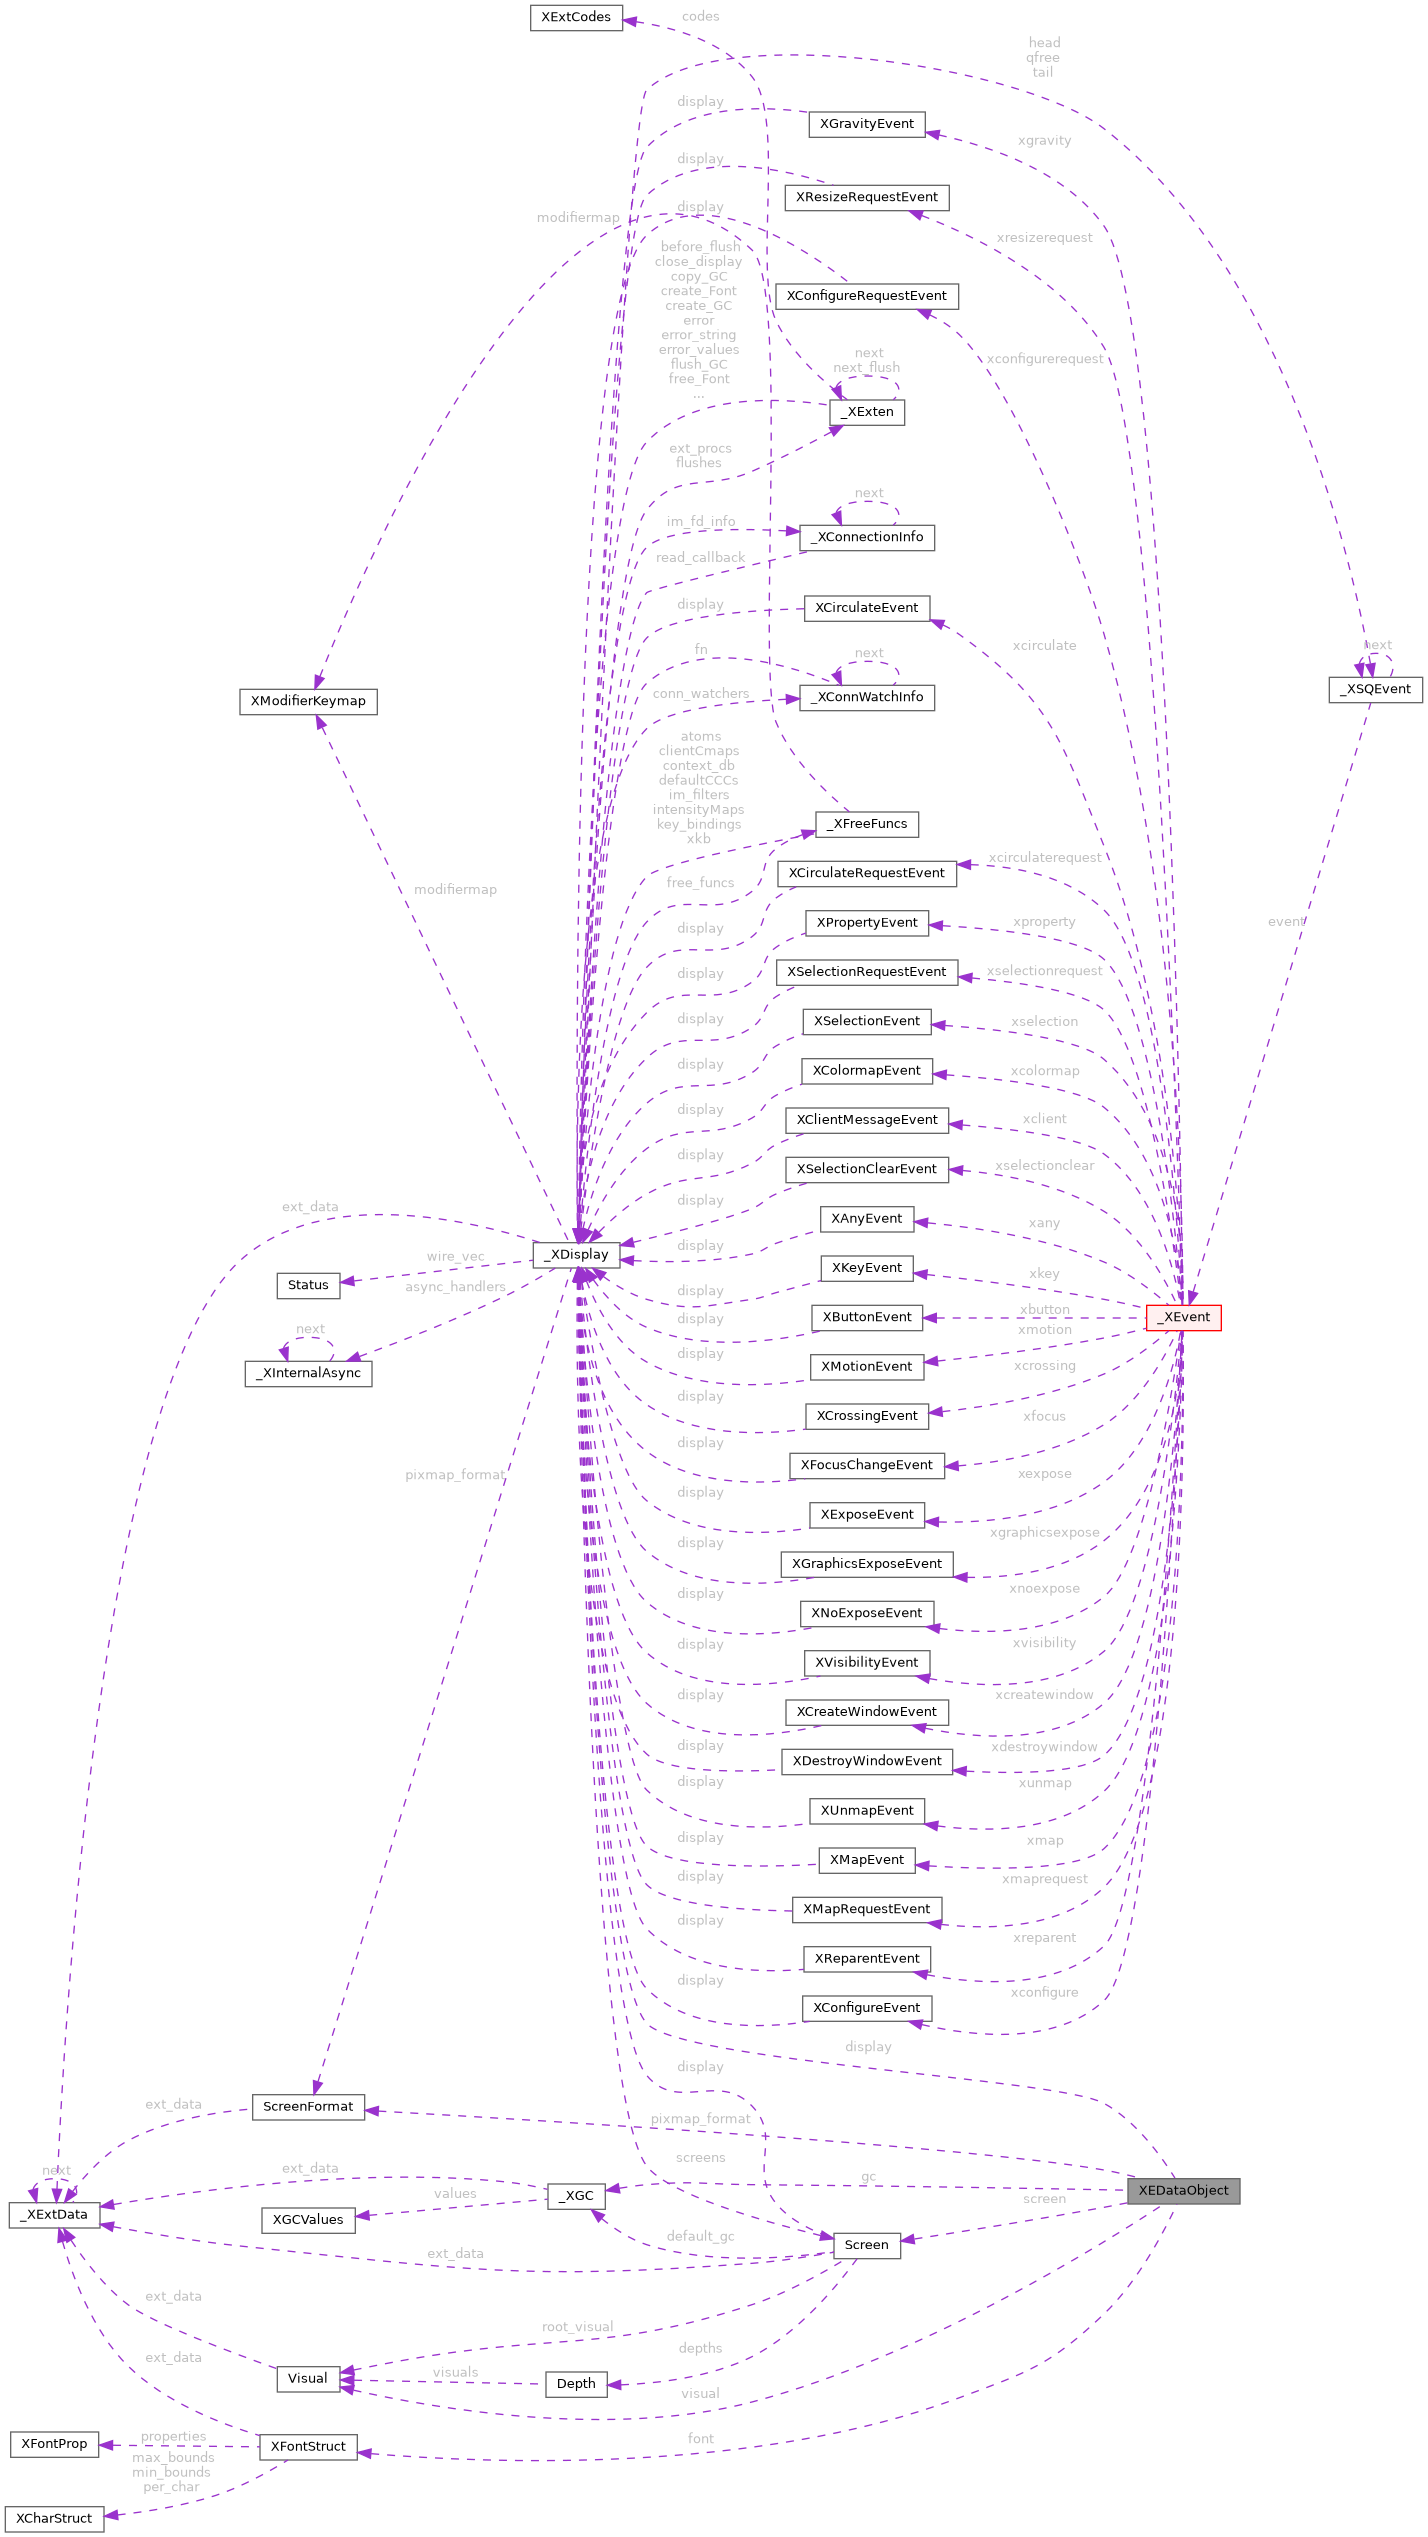 XExtCodes
codes
head
qfree
tail
display
XGravityEvent
xgravity
display
XResizeRequestEvent
xresizerequest
modifiermap
display
before_flush
close_display
copy_GC
create_Font
create_GC
error
error_string
error_values
flush_GC
free_Font
...
XConfigureRequestEvent
xconfigurerequest
next
next_flush
_XExten
ext_procs
flushes
next
im_fd_info
_XConnectionInfo
read_callback
display
XCirculateEvent
xcirculate
fn
next
next
_XSQEvent
XModifierKeymap
conn_watchers
_XConnWatchInfo
atoms
clientCmaps
context_db
defaultCCCs
im_filters
intensityMaps
key_bindings
xkb
_XFreeFuncs
modifiermap
free_funcs
XCirculateRequestEvent
xcirculaterequest
display
XPropertyEvent
xproperty
event
display
XSelectionRequestEvent
xselectionrequest
display
XSelectionEvent
xselection
display
XColormapEvent
xcolormap
display
XClientMessageEvent
xclient
display
XSelectionClearEvent
xselectionclear
ext_data
display
XAnyEvent
xany
display
_XDisplay
wire_vec
Status
async_handlers
XKeyEvent
xkey
display
XButtonEvent
xbutton
_XEvent
display
next
_XInternalAsync
display
XMotionEvent
xmotion
display
XCrossingEvent
xcrossing
display
XFocusChangeEvent
xfocus
pixmap_format
display
XExposeEvent
xexpose
display
XGraphicsExposeEvent
xgraphicsexpose
display
XNoExposeEvent
xnoexpose
display
XVisibilityEvent
xvisibility
display
XCreateWindowEvent
xcreatewindow
display
XDestroyWindowEvent
xdestroywindow
display
XUnmapEvent
xunmap
display
XMapEvent
xmap
display
XMapRequestEvent
xmaprequest
display
XReparentEvent
xreparent
display
XConfigureEvent
xconfigure
display
display
ext_data
ScreenFormat
pixmap_format
screens
next
_XExtData
ext_data
values
XGCValues
_XGC
gc
screen
XEDataObject
default_gc
Screen
ext_data
ext_data
root_visual
depths
ext_data
Visual
visuals
Depth
visual
XFontProp
properties
XFontStruct
font
max_bounds
min_bounds
per_char
XCharStruct